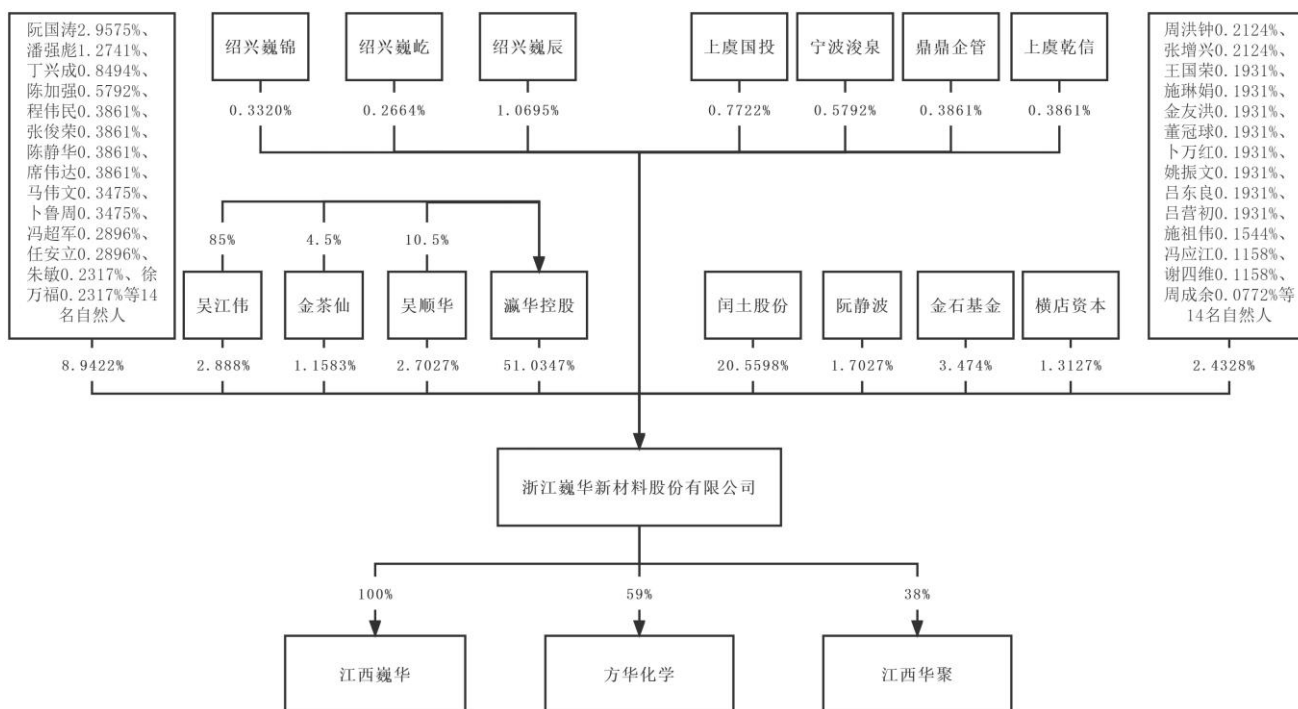 阮国涛2.9575%、
潘强彪1.2741%、
丁兴成0.8494%、
陈加强0.5792%、
程伟民0.3861%、
张俊荣0.3861%、
陈静华0.3861%、
席伟达0.3861%、
马伟文0.3475%、
卜鲁周0.3475%、
冯超军0.2896%、
任安立0.2896%、
朱敏0.2317%、徐
万福0.2317%等14
名自然人
绍兴巍锦
绍兴巍屹
绍兴巍辰
上虞国投
宁波浚泉
鼎鼎企管
上虞乾信
0.3320%
0.2664%
1.0695%
0.7722%
0.5792%
0.3861%
0.3861%
周洪钟0.2124%、
张增兴0.2124%、
王国荣0.1931%、
施琳娟0.1931%、
金友洪0.1931%、
董冠球0.1931%、
卜万红0.1931%、
姚振文0.1931%、
吕东良0.1931%、
吕营初0.1931%、
施祖伟0.1544%、
冯应江0.1158%、
谢四维0.1158%、
周成余0.0772%等
14名自然人
85%
4.5%
10.5%
吴江伟
金茶仙
吴顺华
瀛华控股
闰土股份
阮静波
金石基金
横店资本
8.9422%
2.888%
1.1583%
2.7027%
51.0347%
20.5598%
1.7027%
3.474%
1.3127%
2.4328%
浙江巍华新材料股份有限公司
100%
59%
38%
江西巍华
方华化学
江西华聚